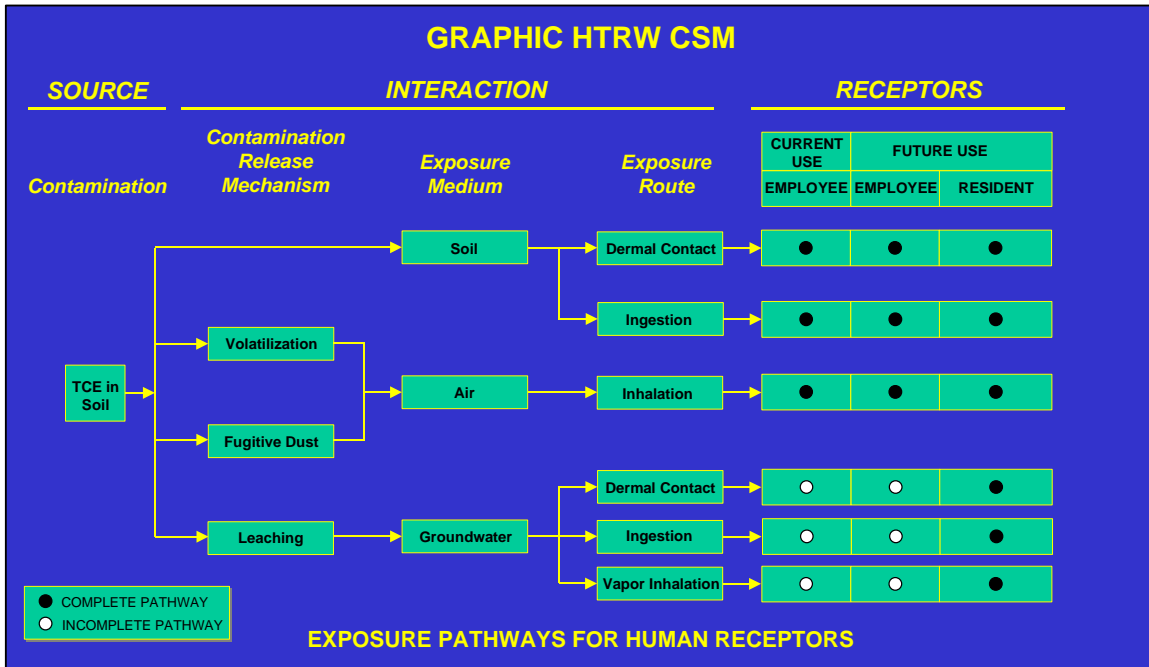 GRAPHIC HTRW CSM
SOURCE
INTERACTION
RECEPTORS
Contamination
Contamination
Release
Mechanism
Exposure
Medium
Exposure
Route
CURRENT
USE
FUTURE USE
EMPLOYEE
EMPLOYEE
RESIDENT
Soil
Dermal Contact
Ingestion
Volatilization
TCE in
Soil
Air
Inhalation
Fugitive Dust
Dermal Contact
Leaching
Groundwater
Ingestion
Vapor Inhalation
COMPLETE PATHWAY
INCOMPLETE PATHWAY
EXPOSURE PATHWAYS FOR HUMAN RECEPTORS